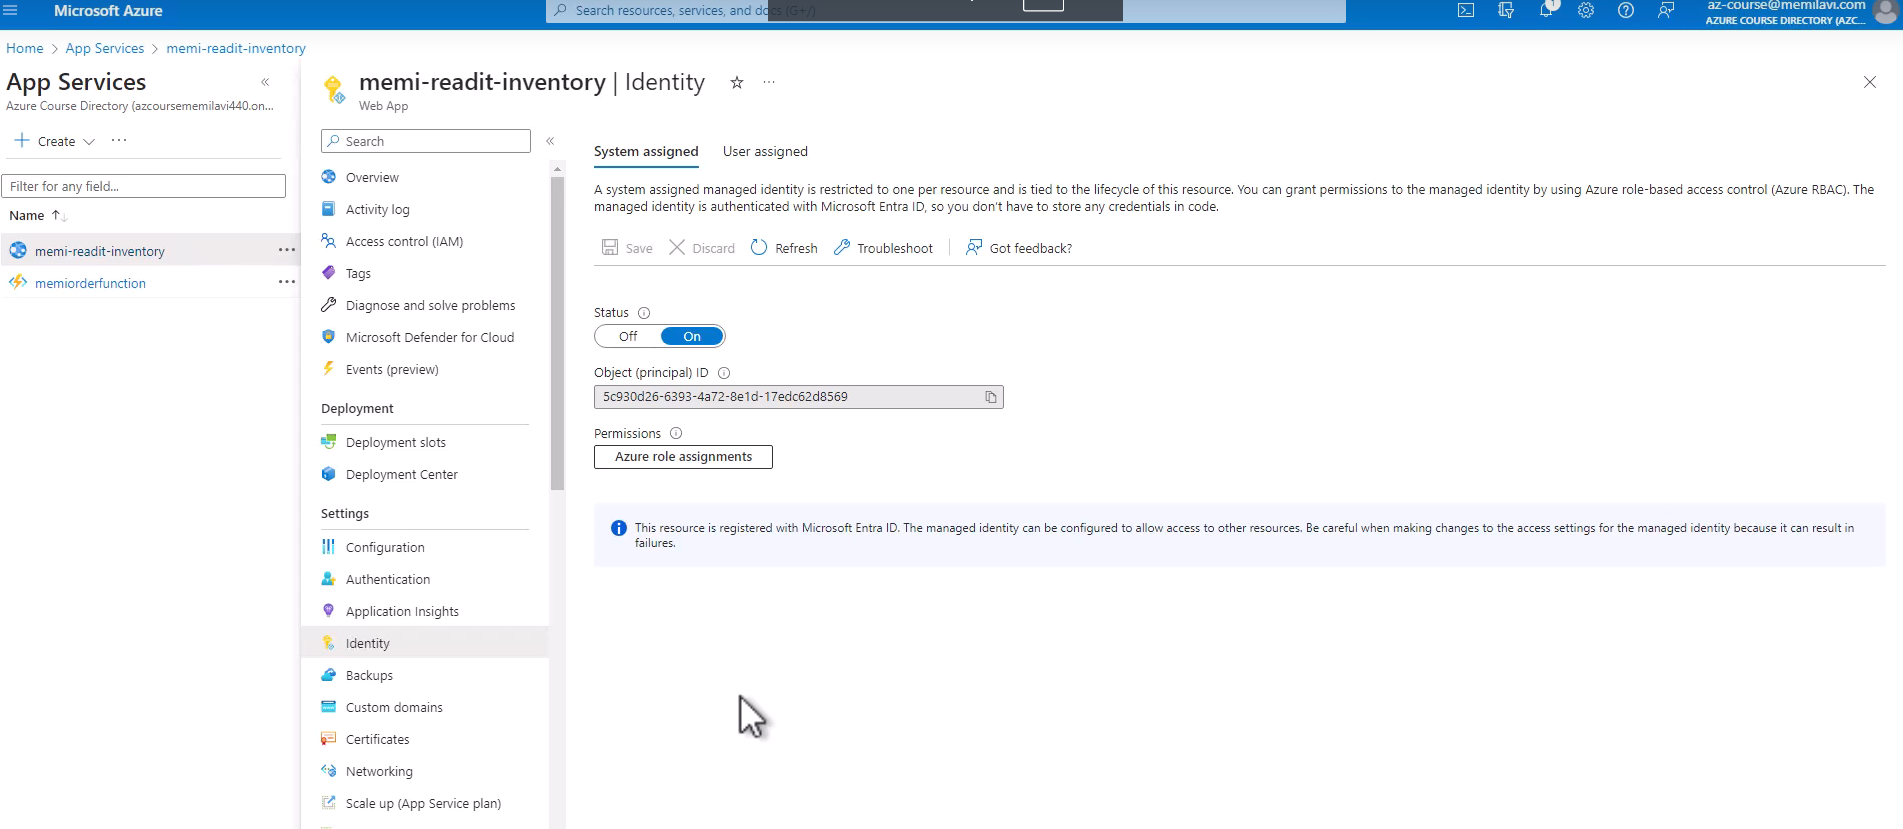 Microsoft Azure
Search resources, services, and docs (G+/)
1
az-course@memilavi.com
AZURE COURSE DIRECTORY (AZC...
Home > App Services > memi-readit-inventory
App Services
Azure Course Directory (azcoursememilavi440.on...
Create
Filter for any field...
Name
memi-readit-inventory
memiorderfunction
memi-readit-inventory | Identity
Web App
Search
Overview
Activity log
Access control (IAM)
Tags
Diagnose and solve problems
Microsoft Defender for Cloud
Events (preview)
Deployment
Deployment slots
Deployment Center
Settings
Configuration
Authentication
Application Insights
Identity
Backups
Custom domains
Certificates
Networking
Scale up (App Service plan)
System assigned
User assigned
A system assigned managed identity is restricted to one per resource and is tied to the lifecycle of this resource. You can grant permissions to the managed identity by using Azure role-based access control (Azure RBAC). The
managed identity is authenticated with Microsoft Entra ID, so you don't have to store any credentials in code.
Save
Discard
Refresh
Troubleshoot
Got feedback?
Status
Off
On
Object (principal) ID
5c930d26-6393-4a72-8e1d-17edc62d8569
Permissions
Azure role assignments
This resource is registered with Microsoft Entra ID. The managed identity can be configured to allow access to other resources. Be careful when making changes to the access settings for the managed identity because it can result in
failures.